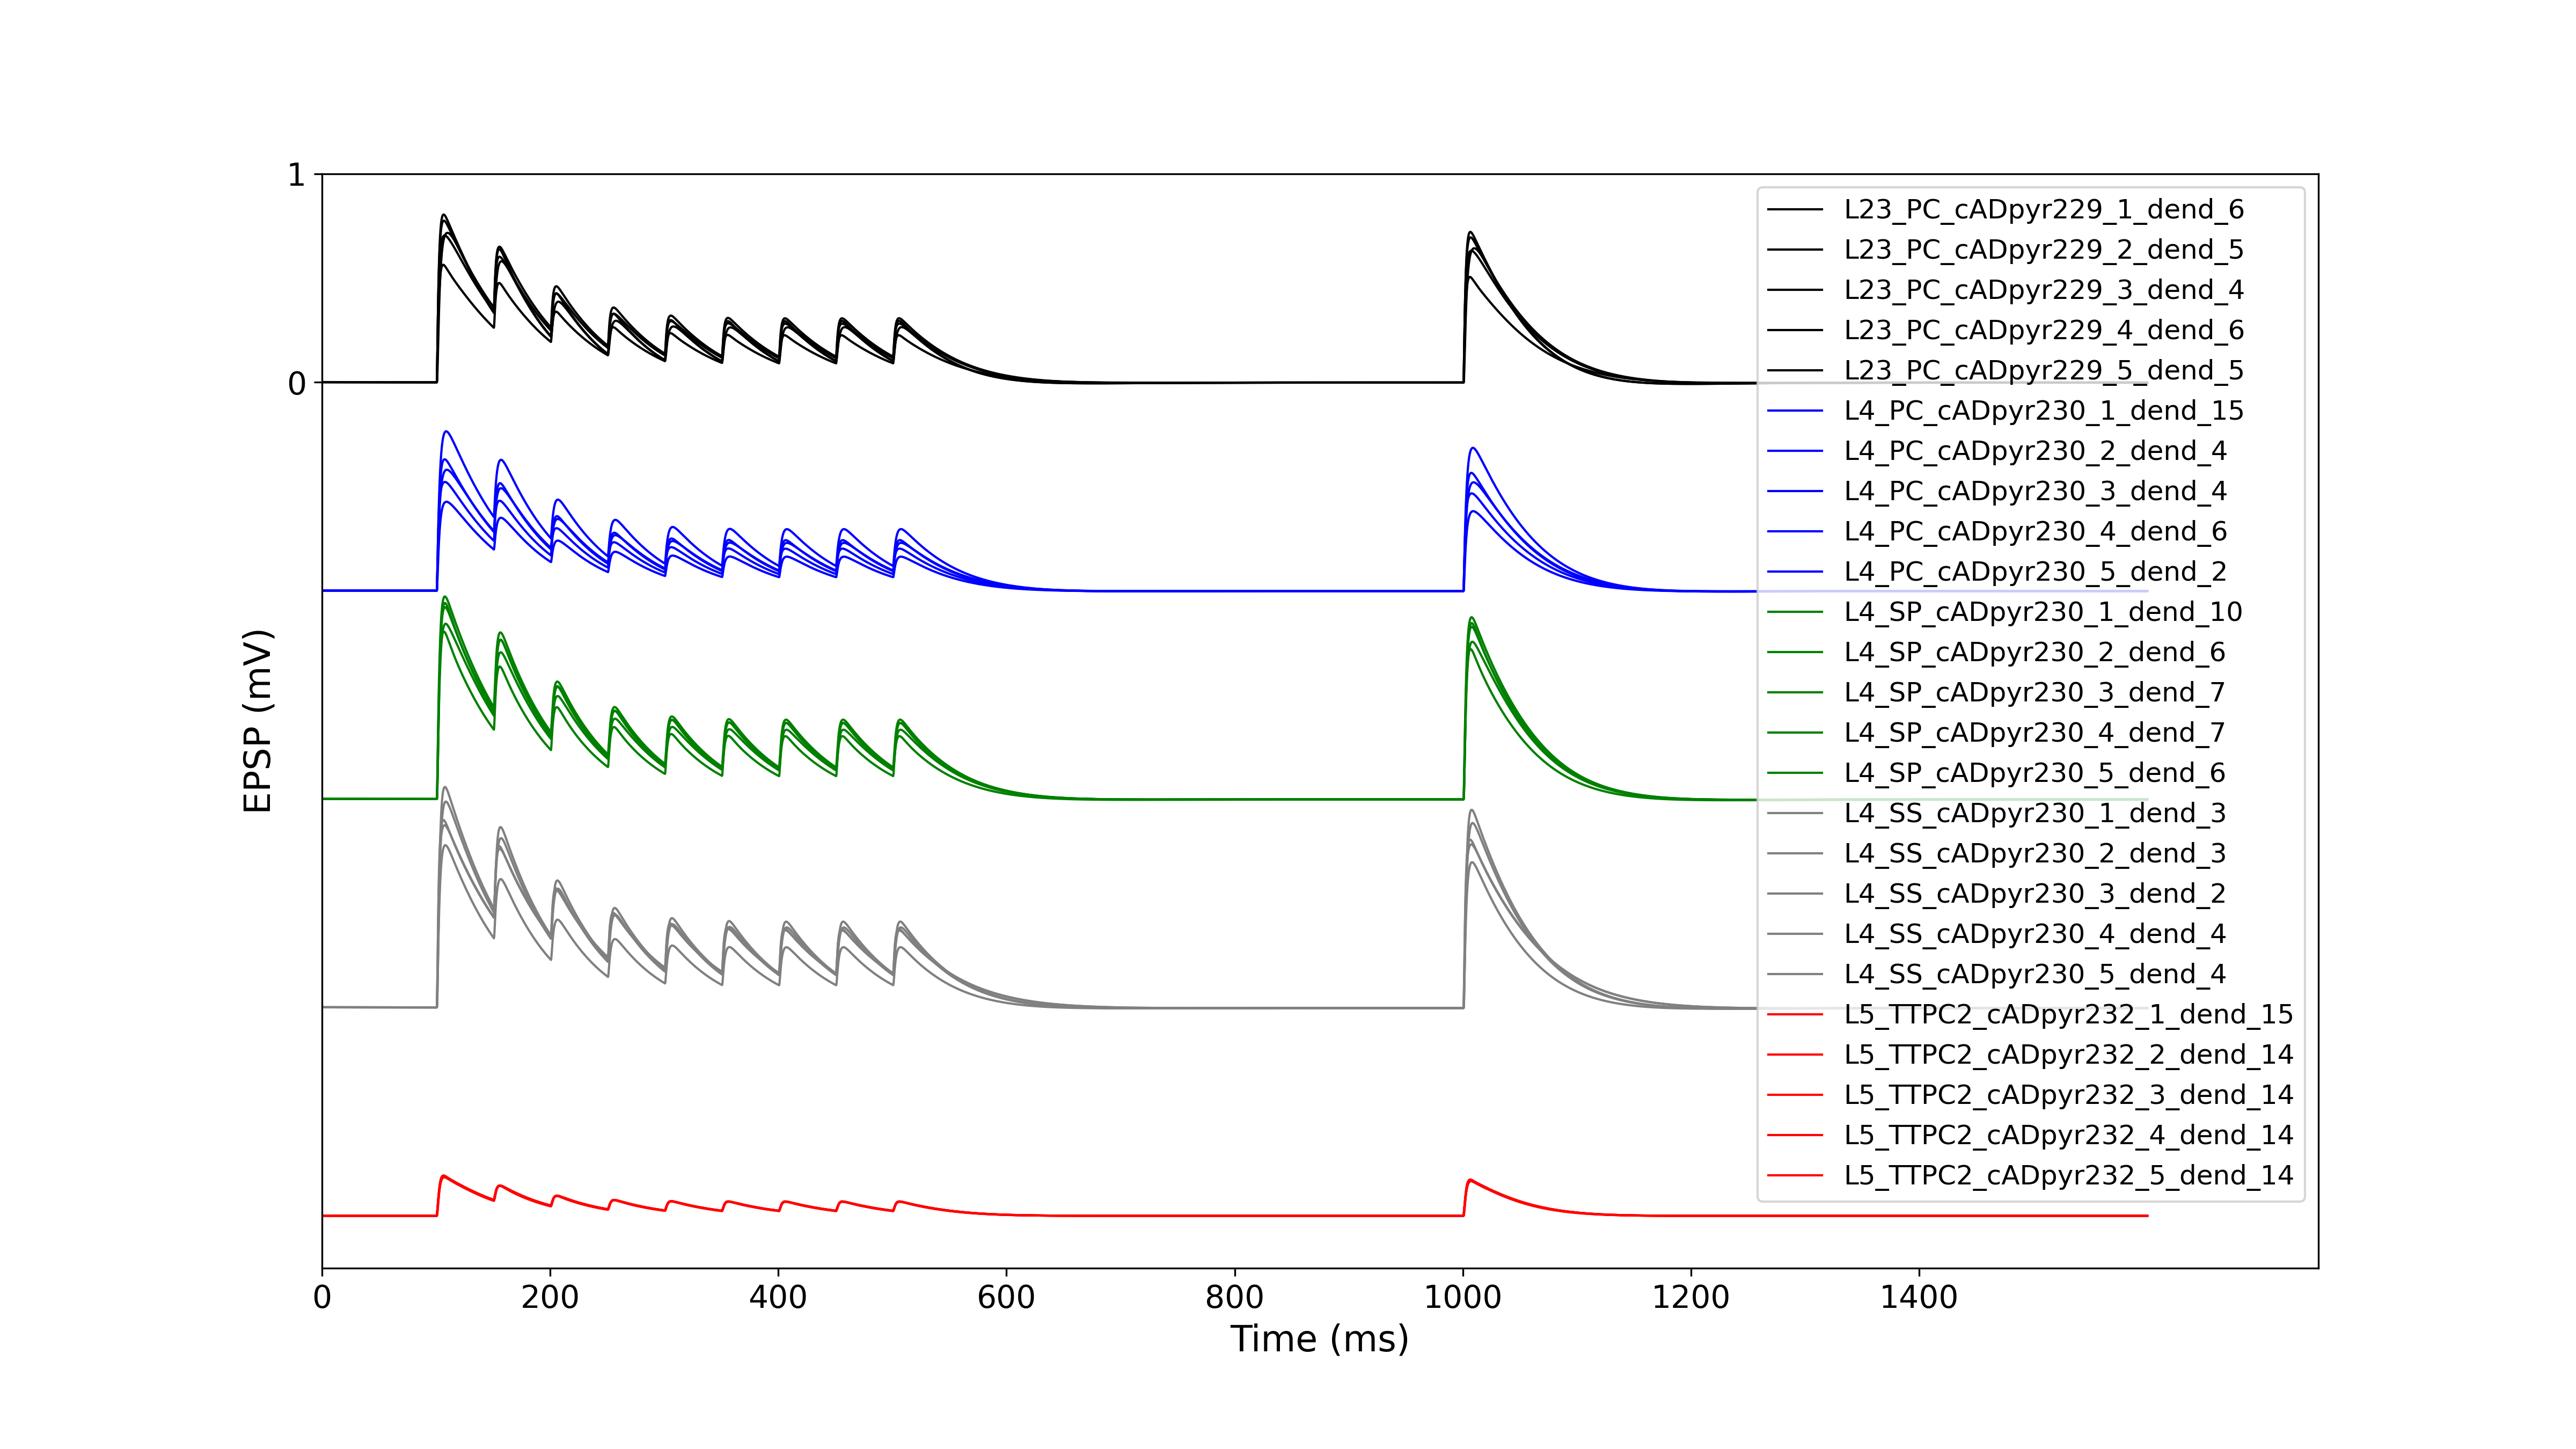 1
0
EPSP (mV)
L23_PC_cADpyr229_1_dend_6
L23_PC_cADpyr229_2_dend_5
L23_PC_cADpyr229_3_dend_4
L23_PC_cADpyr229_4_dend_6
L23_PC_cADpyr229_5_dend_5
L4_PC_cADpyr230_1_dend_15
L4_PC_cADpyr230_2_dend_4
L4_PC_cADpyr230_3_dend_4
L4_PC_cADpyr230_4_dend_6
L4_PC_cADpyr230_5_dend_2
L4_SP_cADpyr230_1_dend_10
L4_SP_cADpyr230_2_dend_6
L4_SP_cADpyr230_3_dend_7
L4_SP_cADpyr230_4_dend_7
L4_SP_cADpyr230_5_dend_6
L4_SS_cADpyr230_1_dend_3
L4_SS_cADpyr230_2_dend_3
L4_SS_cADpyr230_3_dend_2
L4_SS_cADpyr230_4_dend_4
L4_SS_cADpyr230_5_dend_4
L5_TTPC2_cADpyr232_1_dend_15
L5_TTPC2_cADpyr232_2_dend_14
L5_TTPC2_cADpyr232_3_dend_14
L5_TTPC2_cADpyr232_4_dend_14
L5_TTPC2_cADpyr232_5_dend_14
0 200 400 600 800 1000 1200 1400
Time (ms)